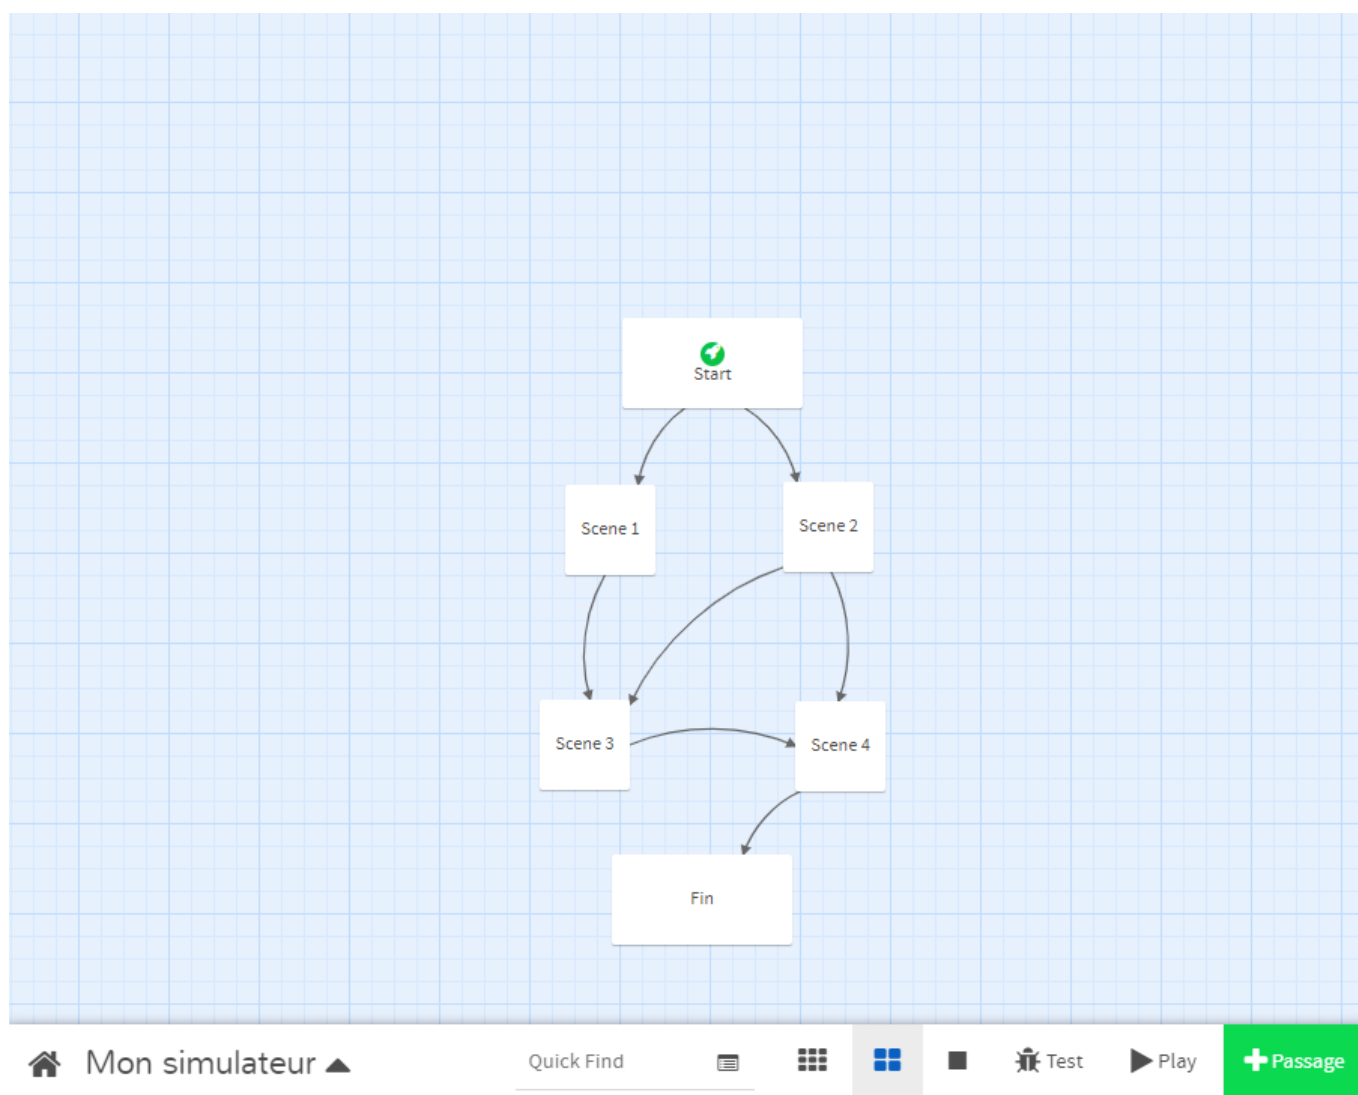 Start
Scene 1
Scene 2
Scene 3
Scene 4
Fin
Mon simulateur
Quick Find
Test
Play
Passage